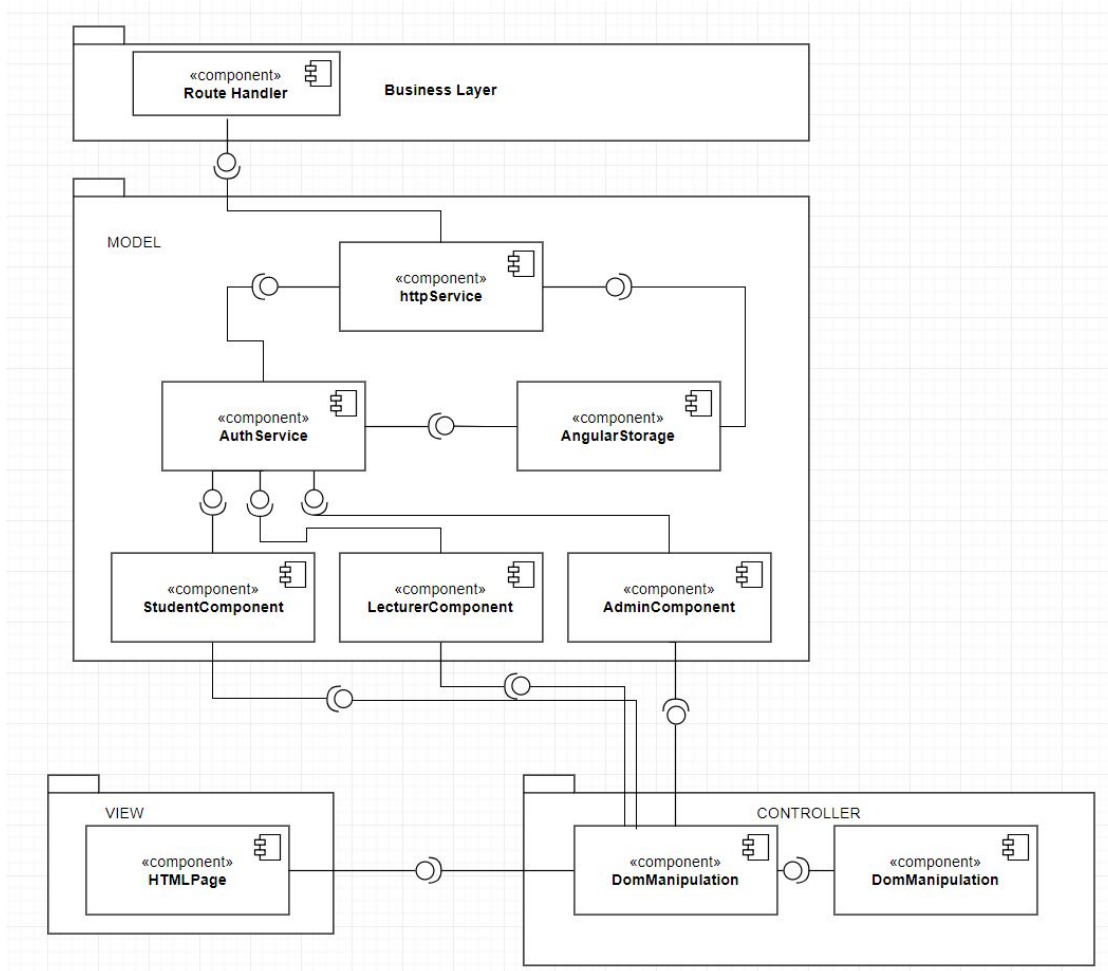 «component»
Route Handler
Business Layer
MODEL
«component»
httpService
«component»
AuthService
«component»
AngularStorage
«component»
StudentComponent
«component»
LecturerComponent
«component»
AdminComponent
VIEW
«component»
HTMLPage
CONTROLLER
«component»
DomManipulation
«component»
DomManipulation